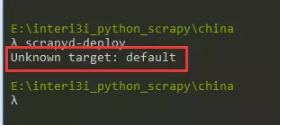 E:\interi3i_python_scrapy\china
λ scrapyd-deploy
Unknown target: default
E:\interi3i_python_scrapy\china
λ